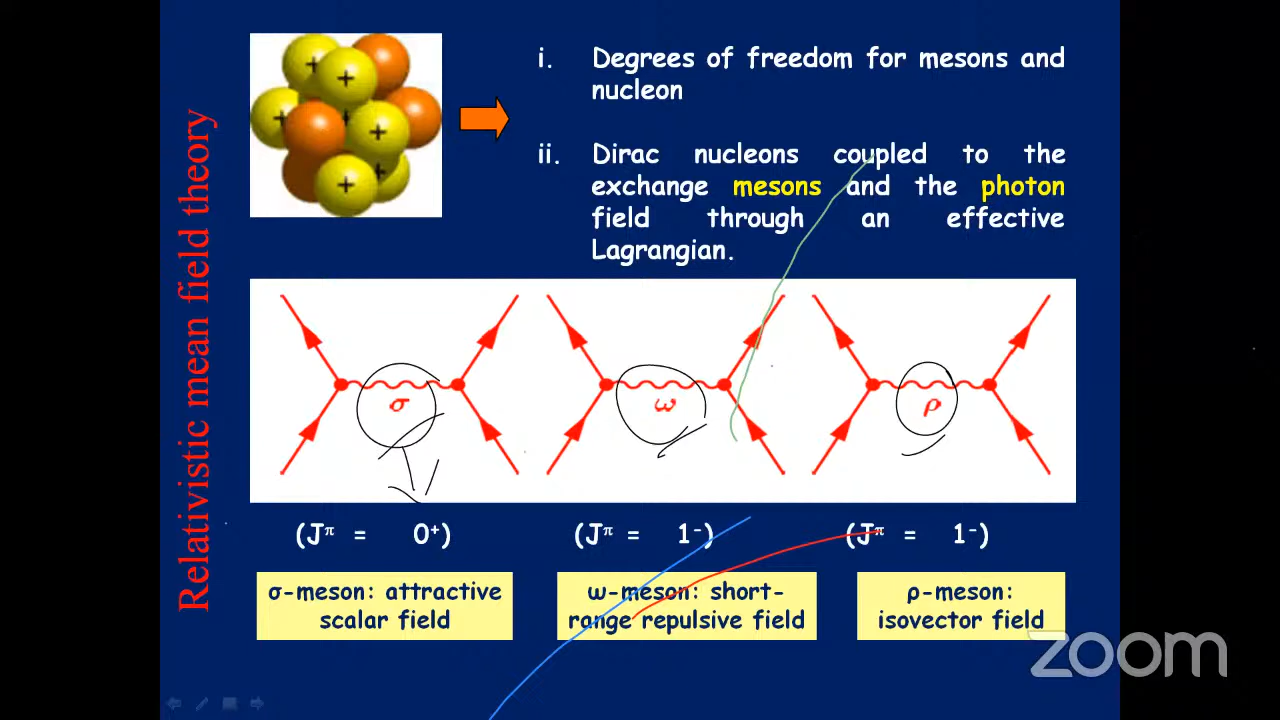 Relativistic mean field theory
i. Degrees of freedom for mesons and
nucleon
ii. Dirac nucleons coupled to the
exchange mesons and the photon
field through an effective
Lagrangian.
σ ω ρ
(Jπ = 0⁺) (Jπ = 1⁻) (Jπ = 1⁻)
σ-meson: attractive
scalar field
ω-meson: short-
range repulsive field
ρ-meson:
isovector field
zoom